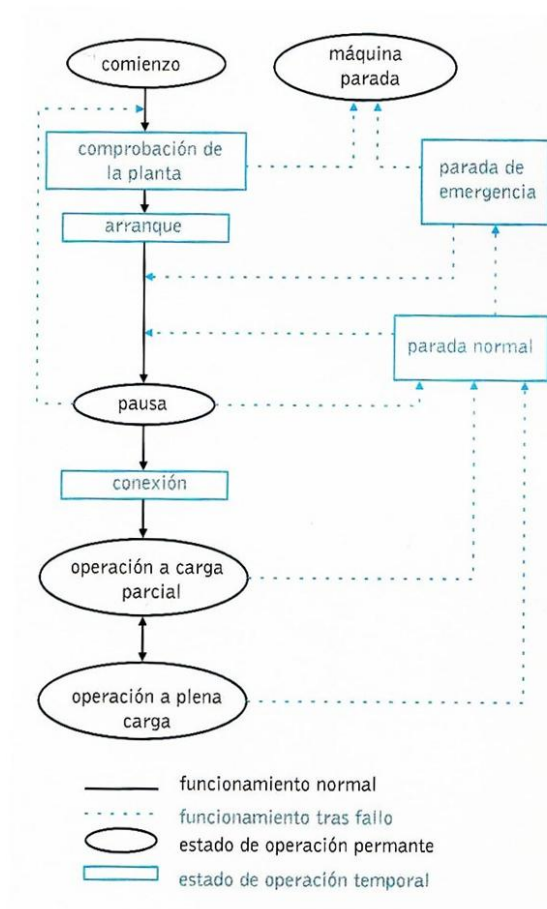 comienzo
máquina
parada
comprobación de
la planta
parada de
emergencia
arranque
parada normal
pausa
conexión
operación a carga
parcial
operación a plena
carga
funcionamiento normal
funcionamiento tras fallo
estado de operación permante
estado de operación temporal